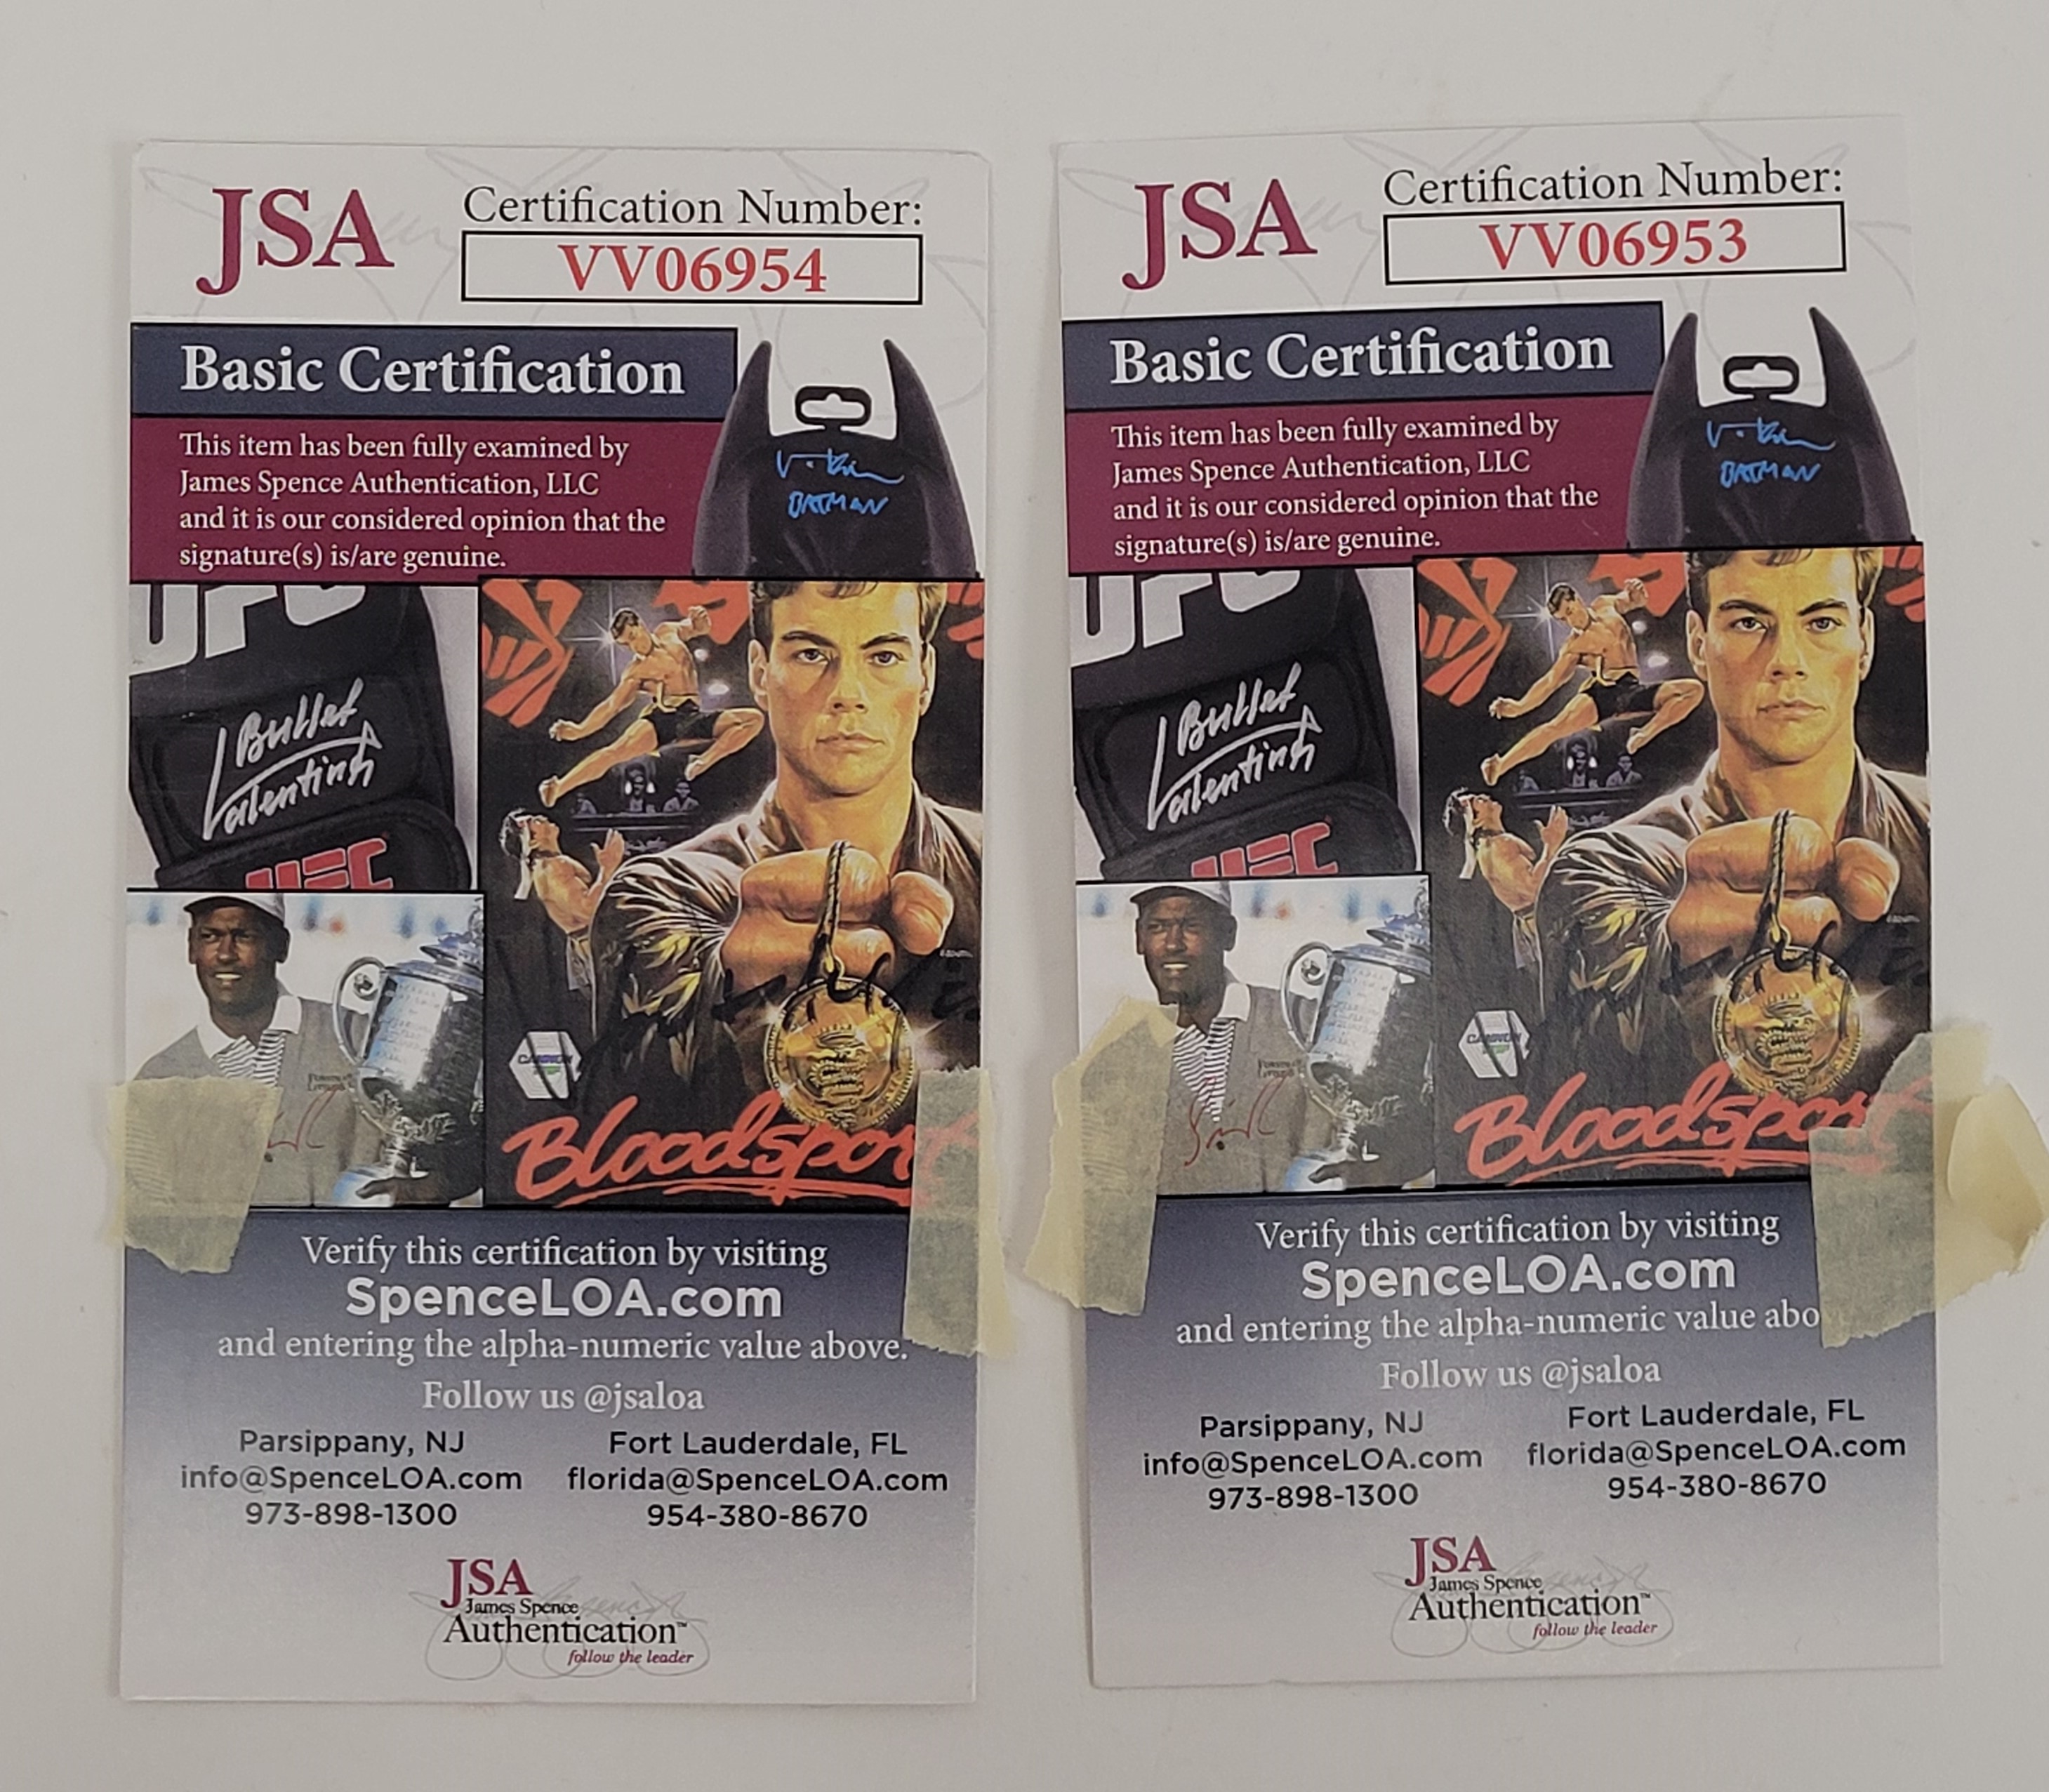 JSA
Certification Number:
VV06954
Basic Certification
This item has been fully examined by
James Spence Authentication, LLC
and it is our considered opinion that the
signature(s) is/are genuine.
BATMAN
UFC
Bullet
Valentina
UFC
Bloodsport
Verify this certification by visiting
SpenceLOA.com
and entering the alpha-numeric value above.
Follow us @jsaloa
Parsippany, NJ
info@SpenceLOA.com
973-898-1300
Fort Lauderdale, FL
florida@SpenceLOA.com
954-380-8670
JSA
James Spence
Authentication™
follow the leader
JSA
Certification Number:
VV06953
Basic Certification
This item has been fully examined by
James Spence Authentication, LLC
and it is our considered opinion that the
signature(s) is/are genuine.
BATMAN
UFC
Bullet
Valentina
UFC
Bloodsport
Verify this certification by visiting
SpenceLOA.com
and entering the alpha-numeric value abo
Follow us @jsaloa
Parsippany, NJ
info@SpenceLOA.com
973-898-1300
Fort Lauderdale, FL
florida@SpenceLOA.com
954-380-8670
JSA
James Spence
Authentication™
follow the leader